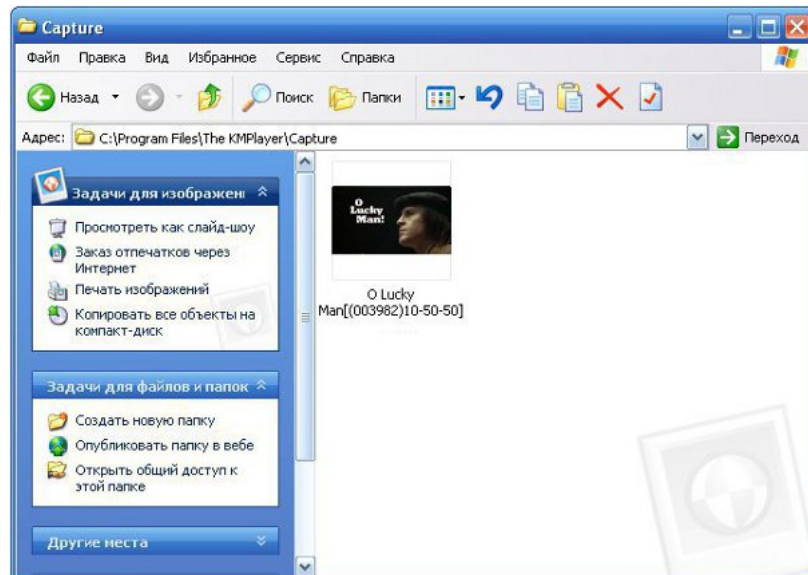 Capture
Файл Правка Вид Избранное Сервис Справка
Назад Поиск Папки
Адрес: C:\Program Files\The KMPlayer\Capture Переход
Задачи для изображени
Просмотреть как слайд-шоу
Заказ отпечатков через
Интернет
Печать изображений
Копировать все объекты на
компакт-диск
Задачи для файлов и папок
Создать новую папку
Опубликовать папку в вебе
Открыть общий доступ к
этой папке
Другие места
O
Lucky
Man!
O Lucky
Man[(003982)10-50-50]